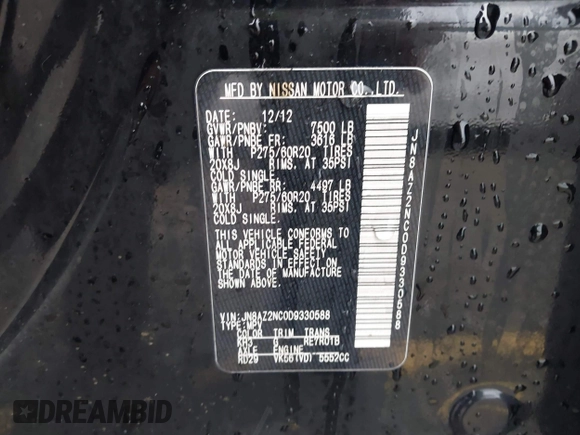 MFD BY NISSAN MOTOR CO.,LTD.
DATE: 12/12
GVWR/PNBV: 7500 LB
GAWR/PNBE FR: 3616 LB
WITH P275/60R20 TIRES
20X8J RIMS. AT 35PSI
COLD SINGLE.
GAWR/PNBE RR: 4497 LB
WITH P275/60R20 TIRES
20X8J RIMS. AT 35PSI
COLD SINGLE.
THIS VEHICLE CONFORMS TO
ALL APPLICABLE FEDERAL
MOTOR VEHICLE SAFETY
STANDARDS IN EFFECT ON
THE DATE OF MANUFACTURE
SHOWN ABOVE.
VIN:JN8AZ2NC0D9330588
TYPE:MPV
COLOR TRIM TRANS
KH3 G RE7R01B
AXLE ENGINE
RDZ9 VK56(VD) 5552CC
JN8AZ2NC0D9330588
DREAMBID